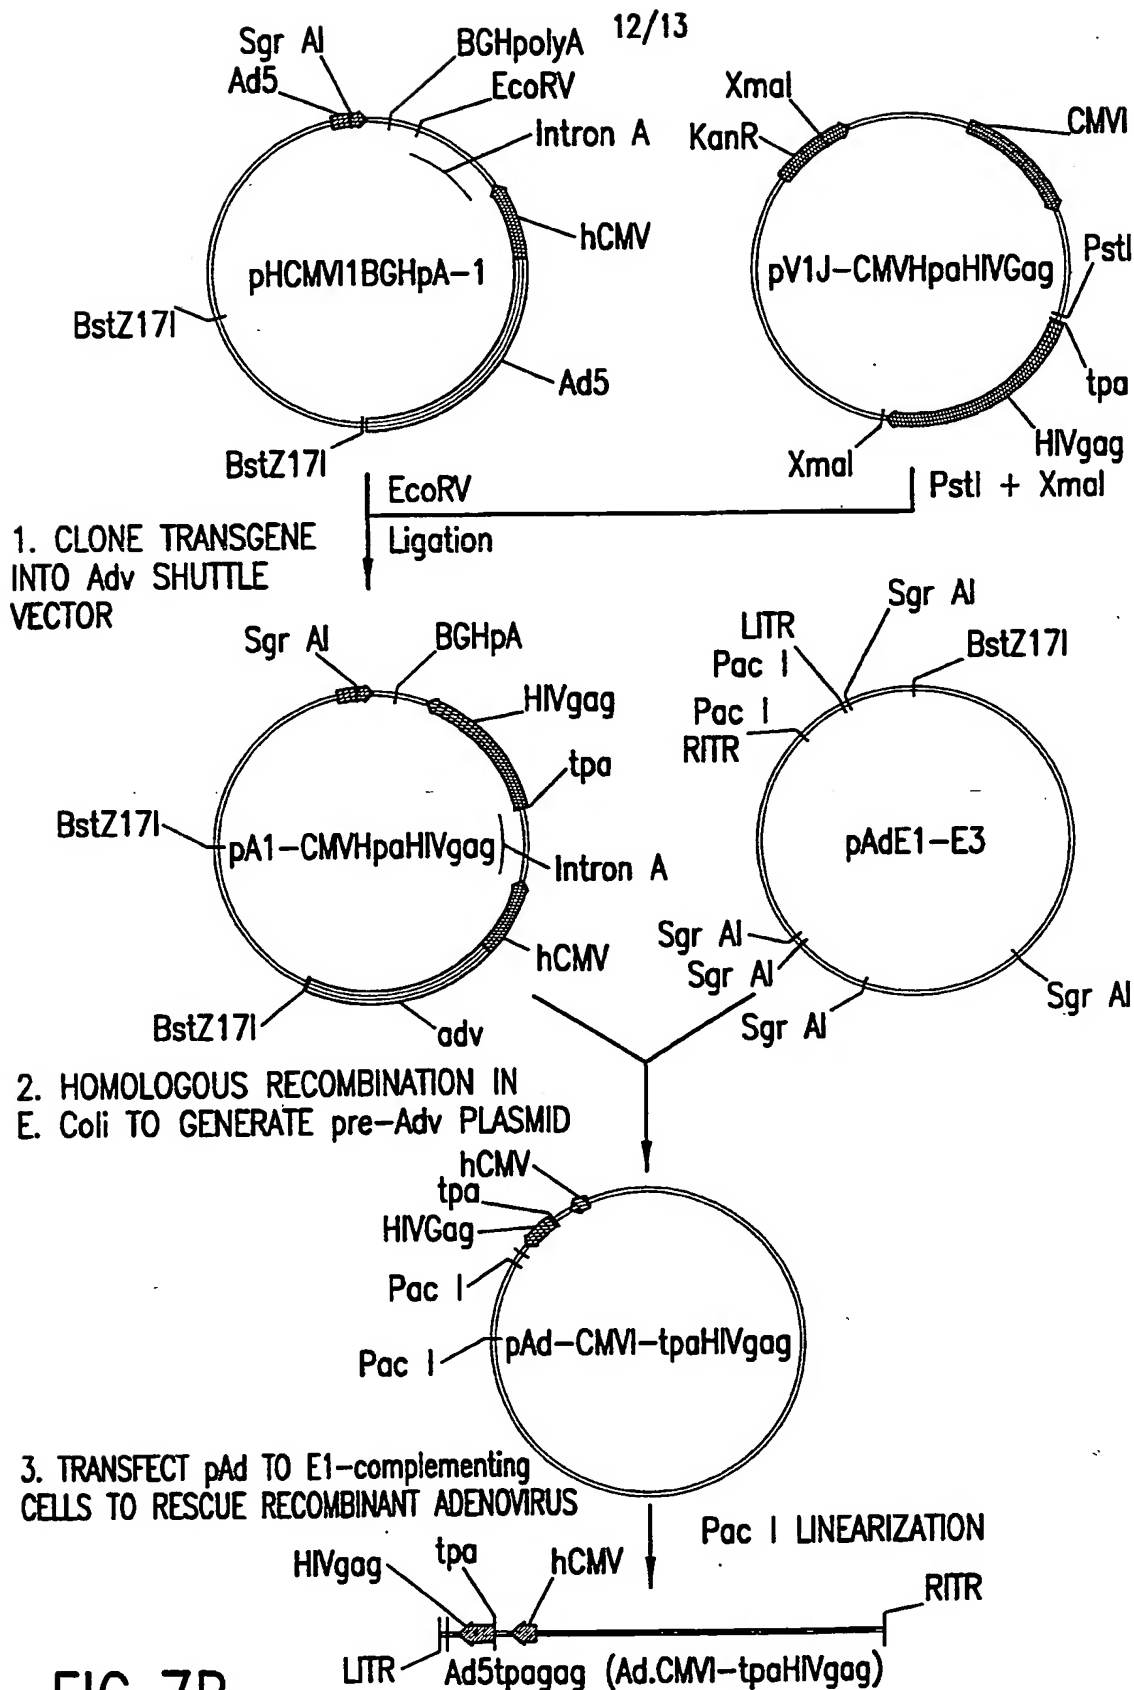 12/13
Sgr AI
BGHpolyA
Ad5
EcoRV
Intron A
hCMV
pHCMVI1BGHpA-1
BstZ17I
Ad5
BstZ17I
XmaI
KanR
CMVI
PstI
pV1J-CMVHpaHIVGag
tpa
HIVgag
XmaI
EcoRV
PstI + XmaI
Ligation
1. CLONE TRANSGENE
INTO Adv SHUTTLE
VECTOR
Sgr AI
BGHpA
HIVgag
tpa
BstZ17I
pA1-CMVHpaHIVgag
Intron A
hCMV
BstZ17I
adv
Sgr AI
LITR
Pac I
BstZ17I
Pac I
RITR
pAdE1-E3
Sgr AI
Sgr AI
Sgr AI
Sgr AI
2. HOMOLOGOUS RECOMBINATION IN
E. Coli TO GENERATE pre-Adv PLASMID
hCMV
tpa
HIVGag
Pac I
Pac I
pAd-CMVI-tpaHIVgag
3. TRANSFECT pAd TO E1-complementing
CELLS TO RESCUE RECOMBINANT ADENOVIRUS
Pac I LINEARIZATION
HIVgag
tpa
hCMV
RITR
LITR
Ad5tpagag (Ad.CMVI-tpaHIVgag)
FIG. 7B